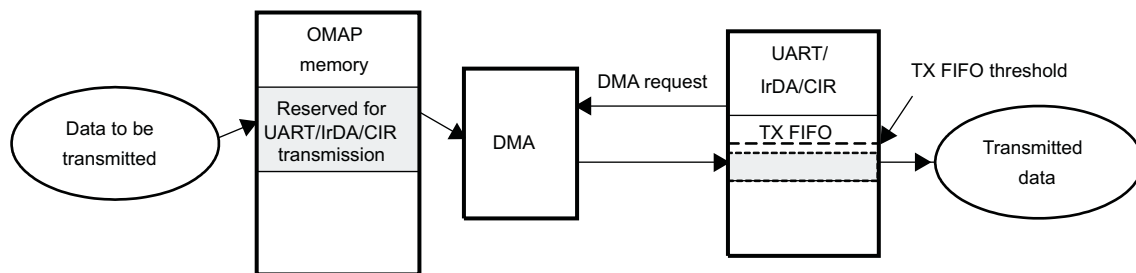 Data to be
transmitted
OMAP
memory
Reserved for
UART/IrDA/CIR
transmission
DMA
DMA request
UART/
IrDA/CIR
TX FIFO
TX FIFO threshold
Transmitted
data